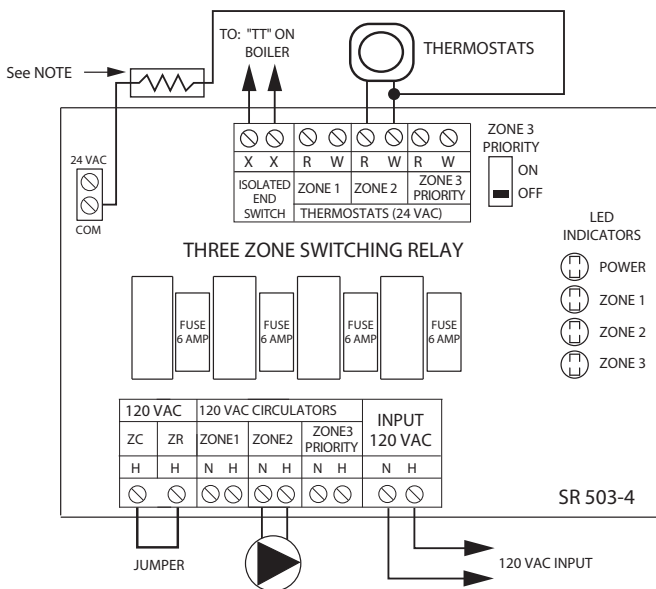 TO: "TT" ON
BOILER
THERMOSTATS
See NOTE
24 VAC
COM
X X R W R W R W
ISOLATED
END
SWITCH
ZONE 1
ZONE 2
ZONE 3
PRIORITY
THERMOSTATS (24 VAC)
ZONE 3
PRIORITY
ON
OFF
THREE ZONE SWITCHING RELAY
LED
INDICATORS
POWER
ZONE 1
ZONE 2
ZONE 3
FUSE
6 AMP
FUSE
6 AMP
FUSE
6 AMP
FUSE
6 AMP
120 VAC
120 VAC CIRCULATORS
INPUT
120 VAC
ZC
ZR
ZONE1
ZONE2
ZONE3
PRIORITY
H H N H N H N H N H
SR 503-4
JUMPER
120 VAC INPUT